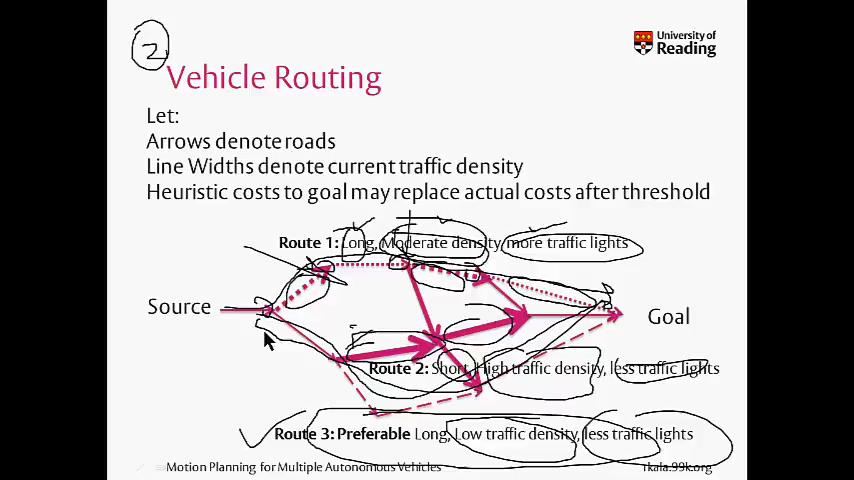 2
University of
Reading
Vehicle Routing
Let:
Arrows denote roads
Line Widths denote current traffic density
Heuristic costs to goal may replace actual costs after threshold
Route 1: Long, Moderate density, more traffic lights
Source
Goal
Route 2: Short, High traffic density, less traffic lights
Route 3: Preferable Long, Low traffic density, less traffic lights
Motion Planning for Multiple Autonomous Vehicles
rkala.99k.org